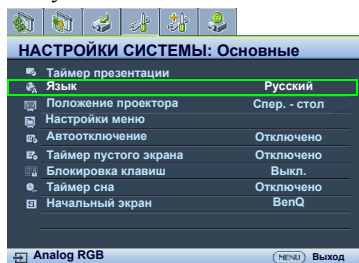 НАСТРОЙКИ СИСТЕМЫ: Основные
Таймер презентации
Язык Русский
Положение проектора Спер. - стол
Настройки меню
Автоотключение Отключено
Таймер пустого экрана Отключено
Блокировка клавиш Выкл.
Таймер сна Отключено
Начальный экран BenQ
Analog RGB MENU Выход